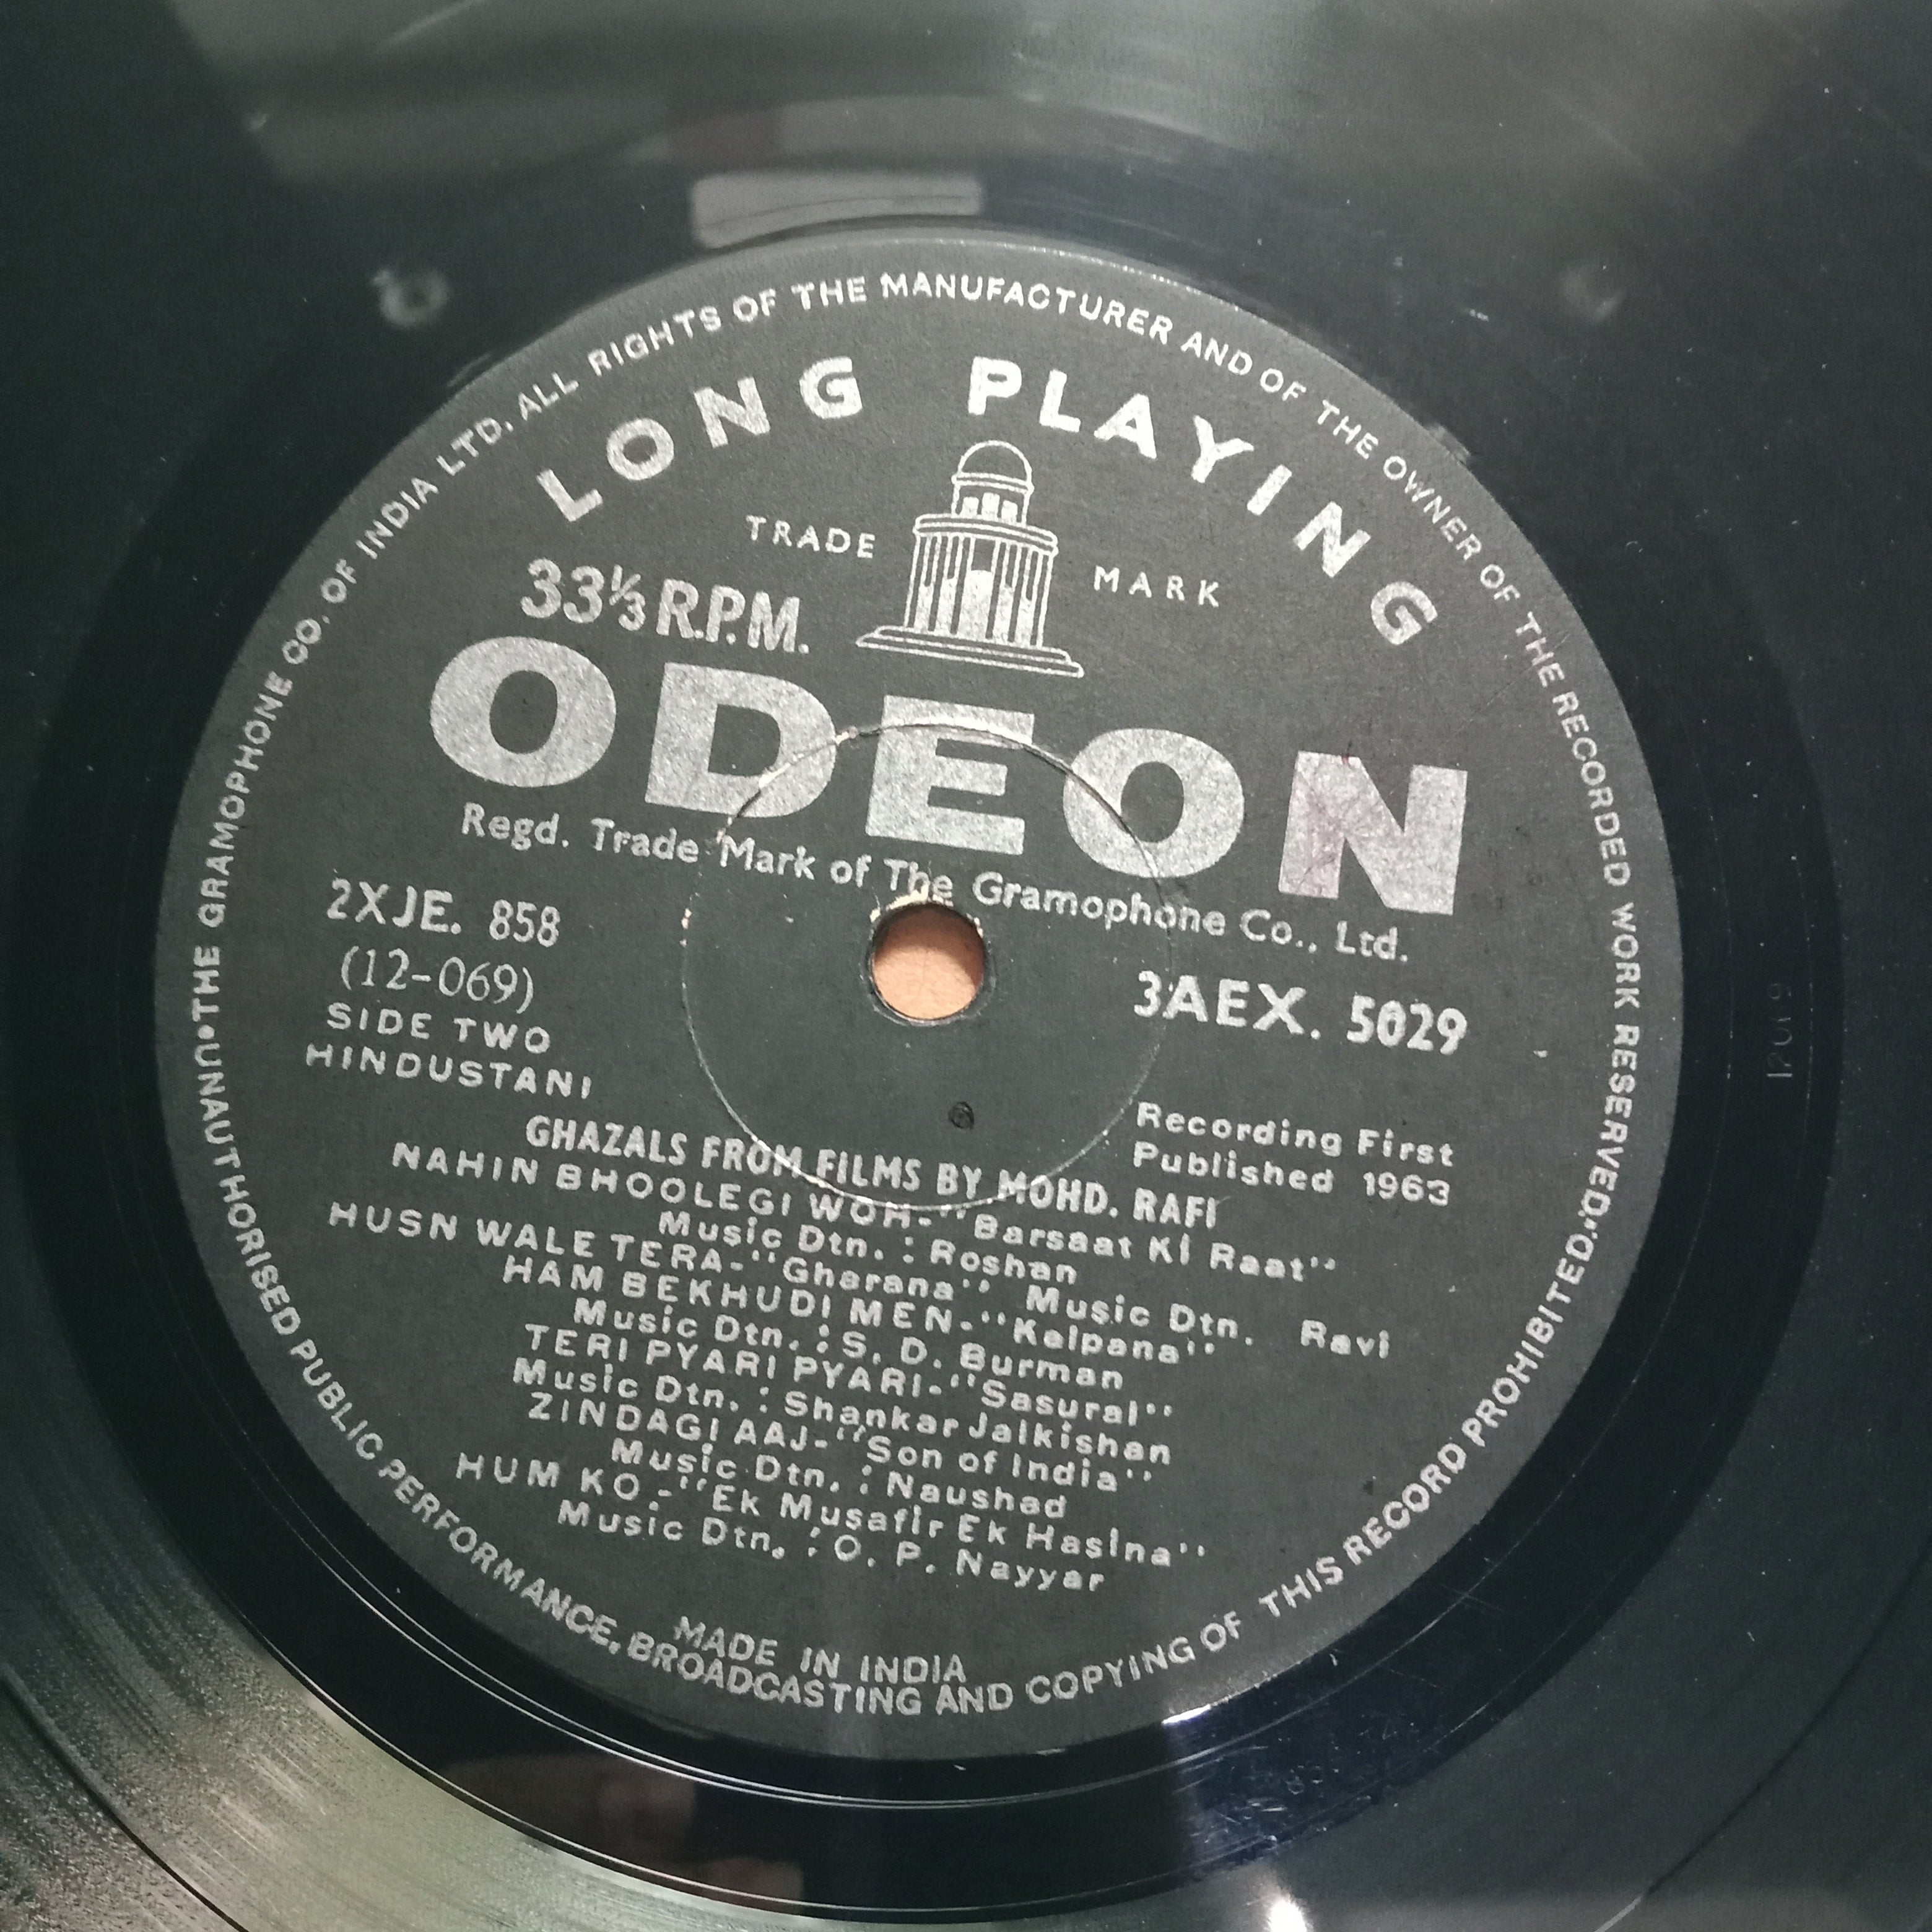 THE GRAMOPHONE CO. OF INDIA LTD. ALL RIGHTS OF THE MANUFACTURER AND OF THE OWNER OF THE RECORDED WORK RESERVED.
UNAUTHORISED PUBLIC PERFORMANCE, BROADCASTING AND COPYING OF THIS RECORD PROHIBITED.
LONG PLAYING
TRADE MARK
33⅓ R.P.M.
ODEON
Regd. Trade Mark of The Gramophone Co., Ltd.
2XJE. 858
(12-069)
SIDE TWO
HINDUSTANI
3AEX. 5029
Recording First
Published 1963
GHAZALS FROM FILMS BY MOHD. RAFI
NAHIN BHOOLEGI WOH-"Barsaat Ki Raat"
Music Dtn. : Roshan
HUSN WALE TERA-"Gharana" Music Dtn. Ravi
HAM BEKHUDI MEN-"Kalpana"
Music Dtn. : S. D. Burman
TERI PYARI PYARI-"Sasural"
Music Dtn. : Shankar Jalkishan
ZINDAGI AAJ-"Son of India"
Music Dtn. : Naushad
HUM KO.-"Ek Musafir Ek Hasina"
Music Dtn. : O. P. Nayyar
MADE IN INDIA